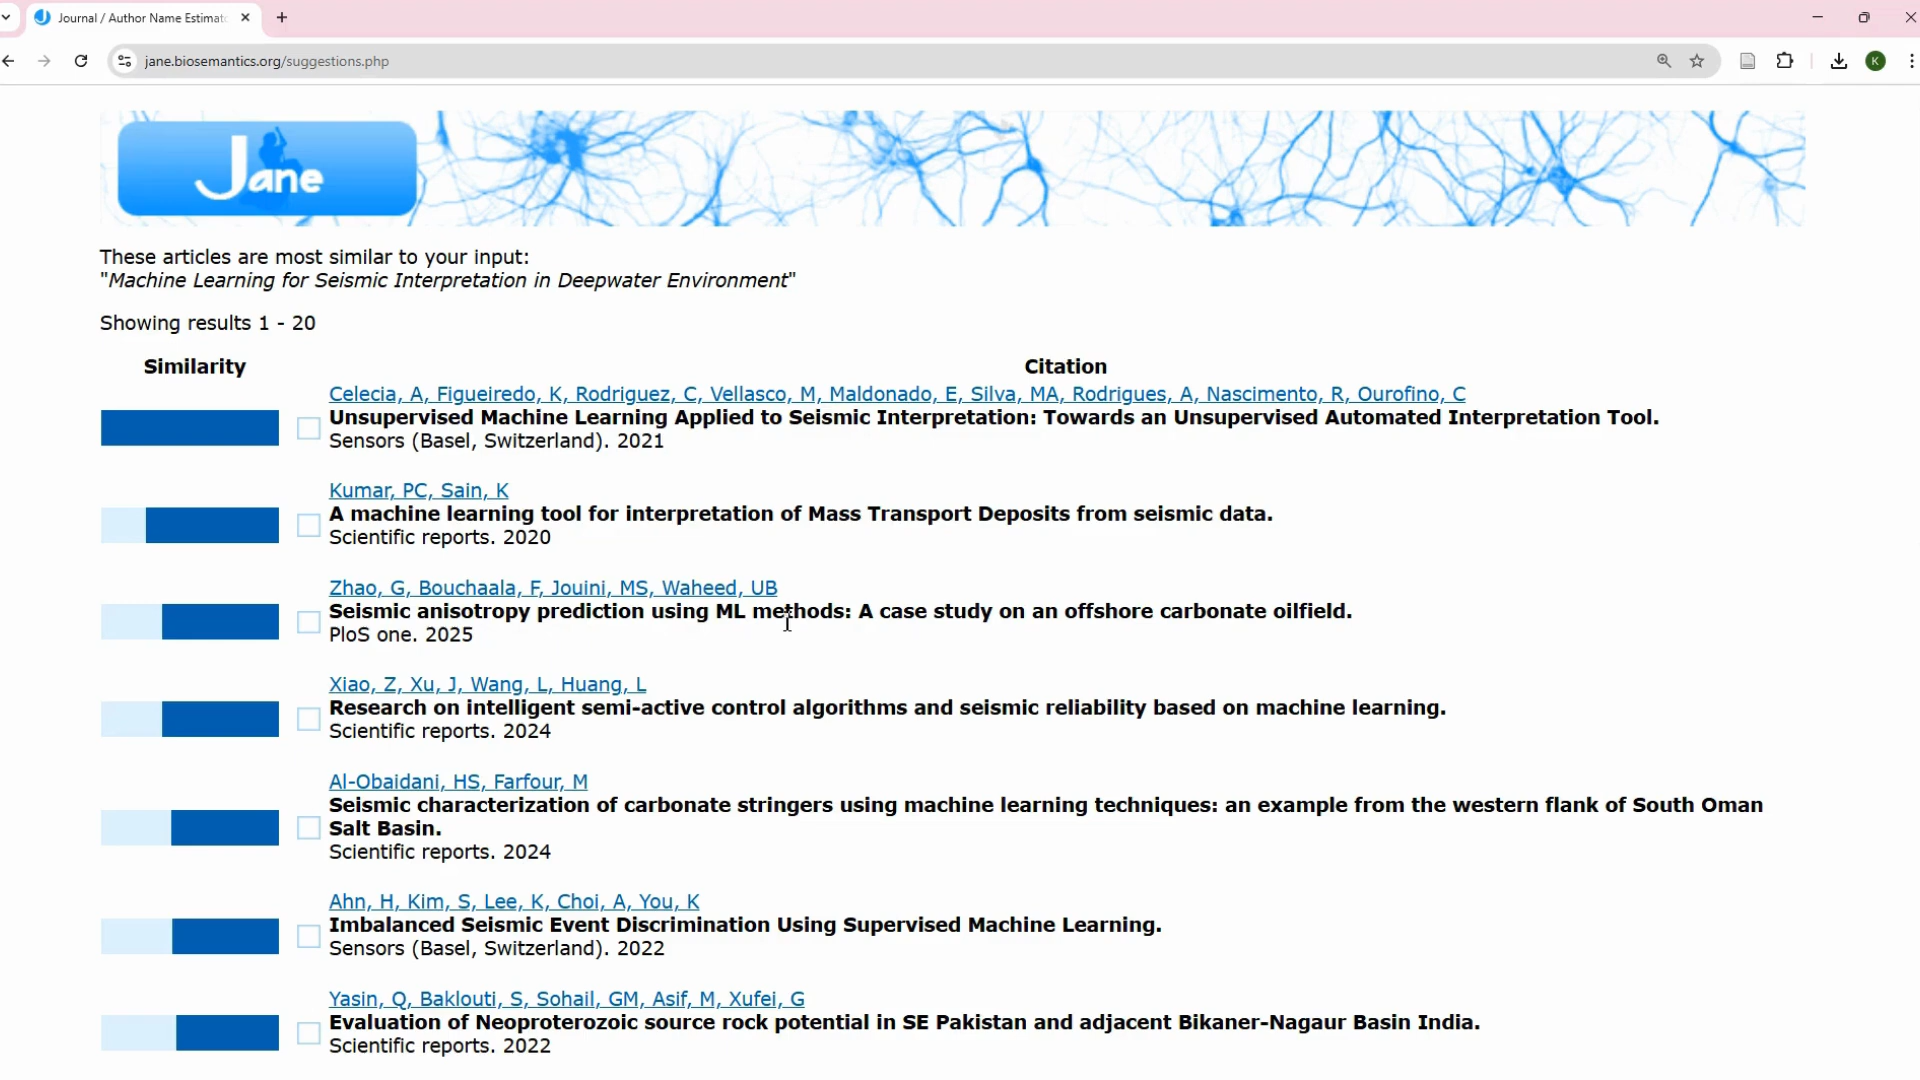 Journal / Author Name Estimat
jane.biosemantics.org/suggestions.php
K
Jane
These articles are most similar to your input:
"Machine Learning for Seismic Interpretation in Deepwater Environment"
Showing results 1 - 20
Similarity
Citation
Celecia, A, Figueiredo, K, Rodriguez, C, Vellasco, M, Maldonado, E, Silva, MA, Rodrigues, A, Nascimento, R, Ourofino, C
Unsupervised Machine Learning Applied to Seismic Interpretation: Towards an Unsupervised Automated Interpretation Tool.
Sensors (Basel, Switzerland). 2021
Kumar, PC, Sain, K
A machine learning tool for interpretation of Mass Transport Deposits from seismic data.
Scientific reports. 2020
Zhao, G, Bouchaala, F, Jouini, MS, Waheed, UB
Seismic anisotropy prediction using ML methods: A case study on an offshore carbonate oilfield.
PloS one. 2025
Xiao, Z, Xu, J, Wang, L, Huang, L
Research on intelligent semi-active control algorithms and seismic reliability based on machine learning.
Scientific reports. 2024
Al-Obaidani, HS, Farfour, M
Seismic characterization of carbonate stringers using machine learning techniques: an example from the western flank of South Oman
Salt Basin.
Scientific reports. 2024
Ahn, H, Kim, S, Lee, K, Choi, A, You, K
Imbalanced Seismic Event Discrimination Using Supervised Machine Learning.
Sensors (Basel, Switzerland). 2022
Yasin, Q, Baklouti, S, Sohail, GM, Asif, M, Xufei, G
Evaluation of Neoproterozoic source rock potential in SE Pakistan and adjacent Bikaner-Nagaur Basin India.
Scientific reports. 2022